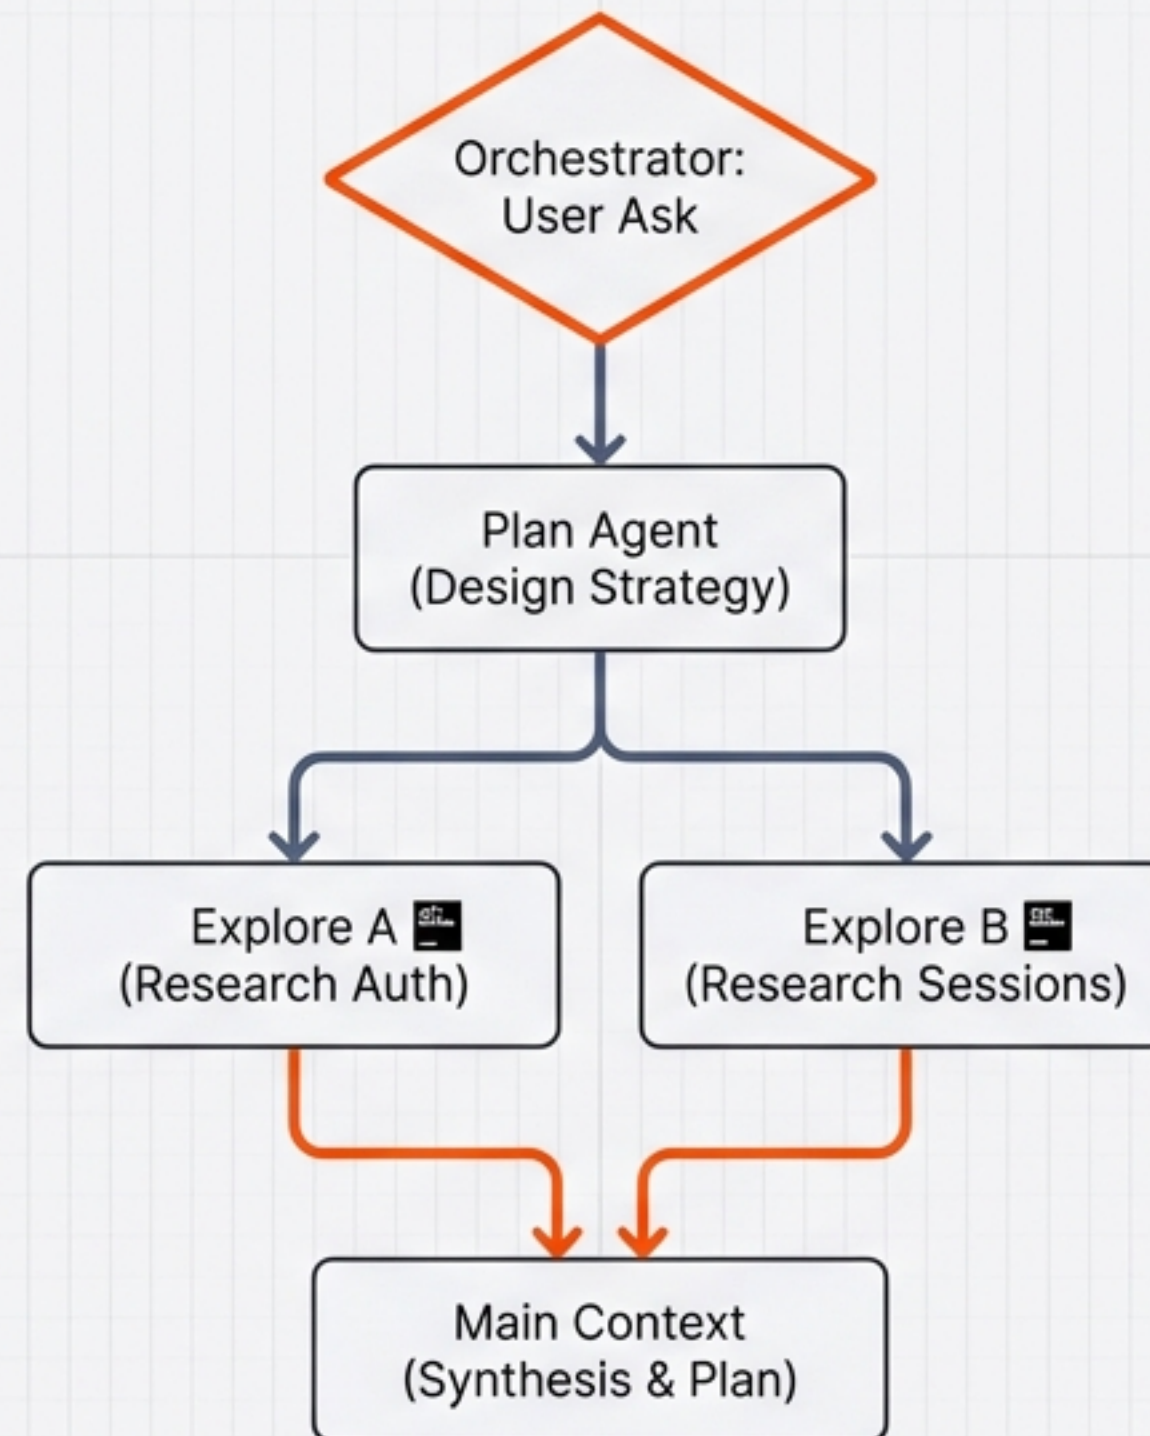 Orchestrator:
User Ask
Plan Agent
(Design Strategy)
Explore A
(Research Auth)
Explore B
(Research Sessions)
Main Context
(Synthesis & Plan)